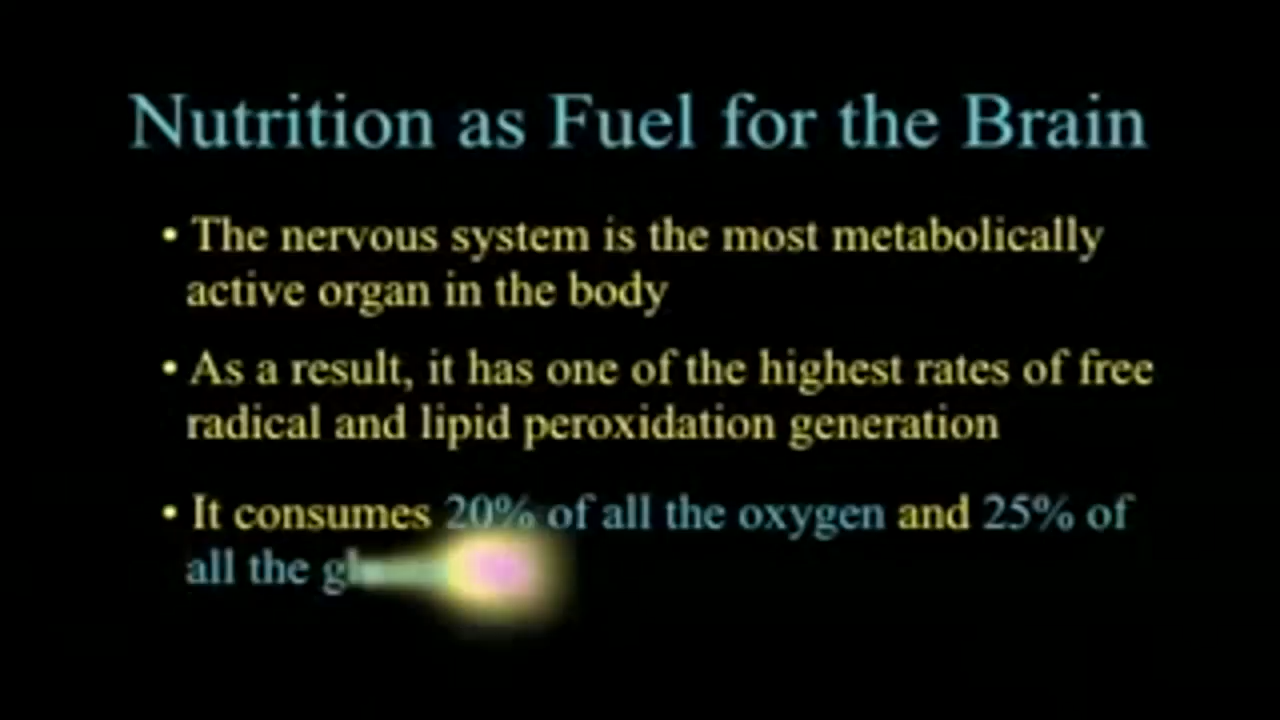 Nutrition as Fuel for the Brain
• The nervous system is the most metabolically
active organ in the body
• As a result, it has one of the highest rates of free
radical and lipid peroxidation generation
• It consumes 20% of all the oxygen and 25% of
all the